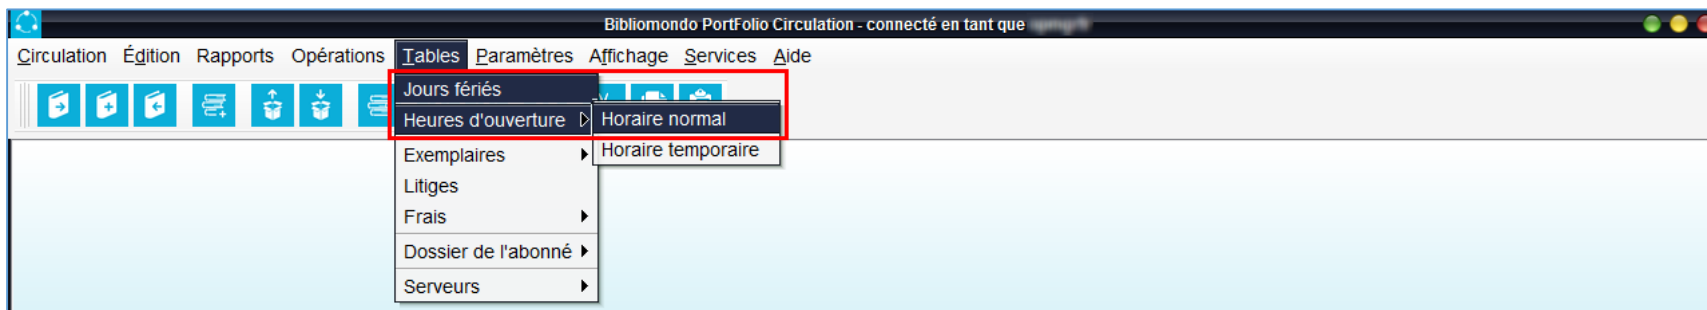 Bibliomondo PortFolio Circulation - connecté en tant que
Circulation Édition Rapports Opérations Tables Paramètres Affichage Services Aide
Jours fériés
Heures d'ouverture Horaire normal
Exemplaires Horaire temporaire
Litiges
Frais
Dossier de l'abonné
Serveurs